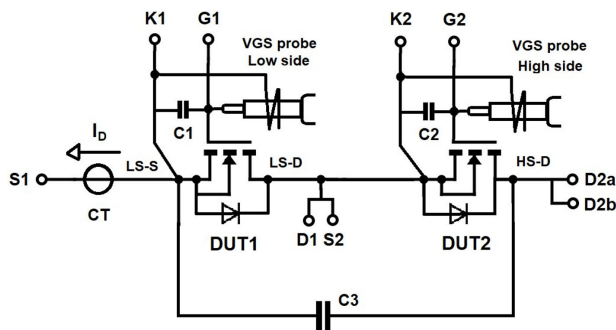 K1
G1
VGS probe
Low side
K2
G2
VGS probe
High side
C1
C2
ID
S1
LS-S
LS-D
HS-D
D2a
D2b
CT
DUT1
D1 S2
DUT2
C3